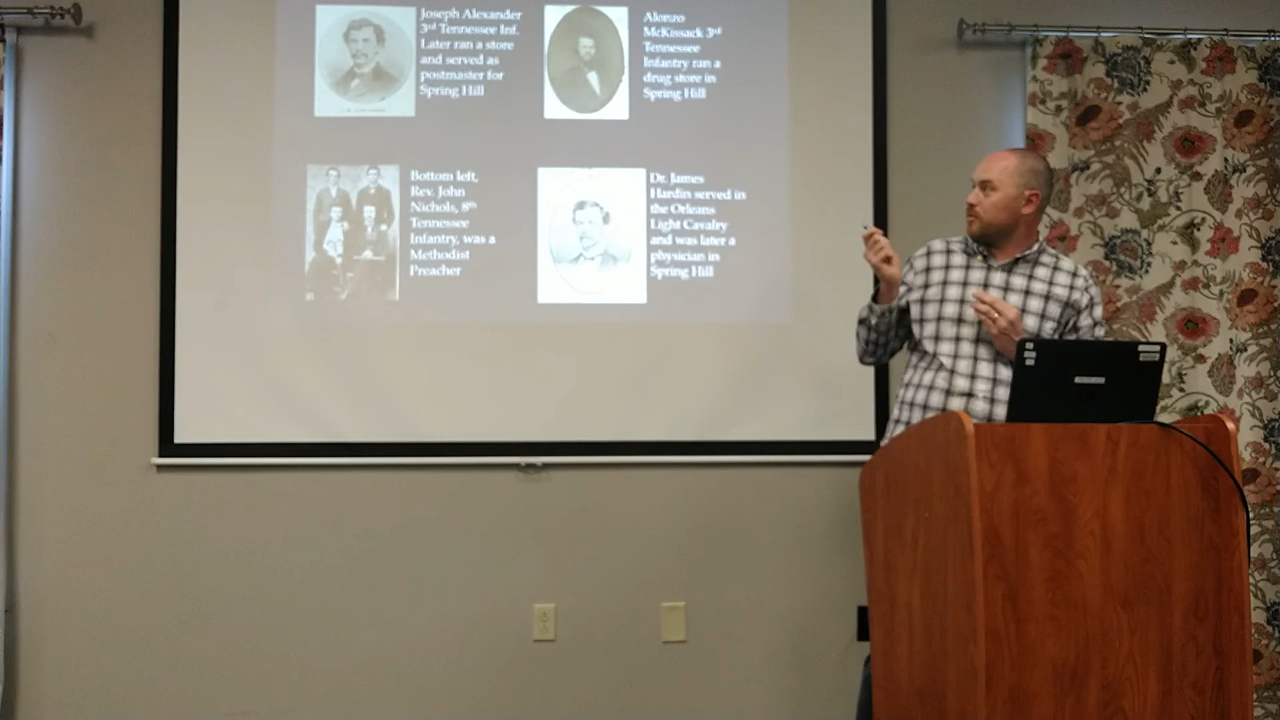 Joseph Alexander
3rd Tennessee Inf.
Later ran a store
and served as
postmaster for
Spring Hill
Alonzo
McKissack 3rd
Tennessee
Infantry ran a
drug store in
Spring Hill
Bottom left,
Rev. John
Nichols, 8th
Tennessee
Infantry, was a
Methodist
Preacher
Dr. James
Hardin served in
the Orleans
Light Cavalry
and was later a
physician in
Spring Hill